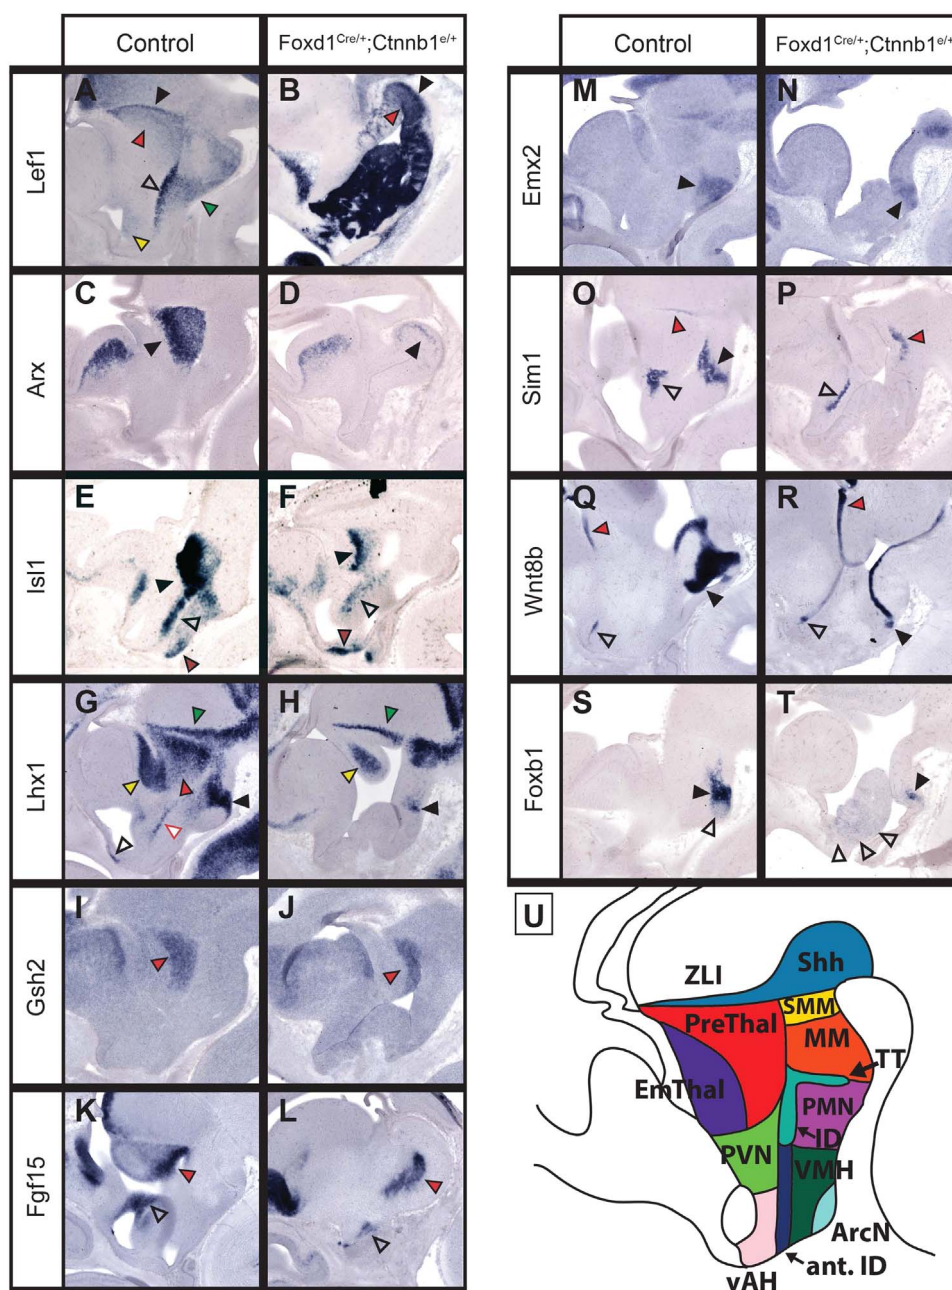 Control
Foxd1Cre/+;Ctnnb1e/+
Lef1
A
B
Arx
C
D
Isl1
E
F
Lhx1
G
H
Gsh2
I
J
Fgf15
K
L
Control
Foxd1Cre/+;Ctnnb1e/+
Emx2
M
N
Sim1
O
P
Wnt8b
Q
R
Foxb1
S
T
U
ZLI
Shh
SMM
PreThal
MM
TT
EmThal
PMN
ID
PVN
VMH
ArcN
ant. ID
vAH